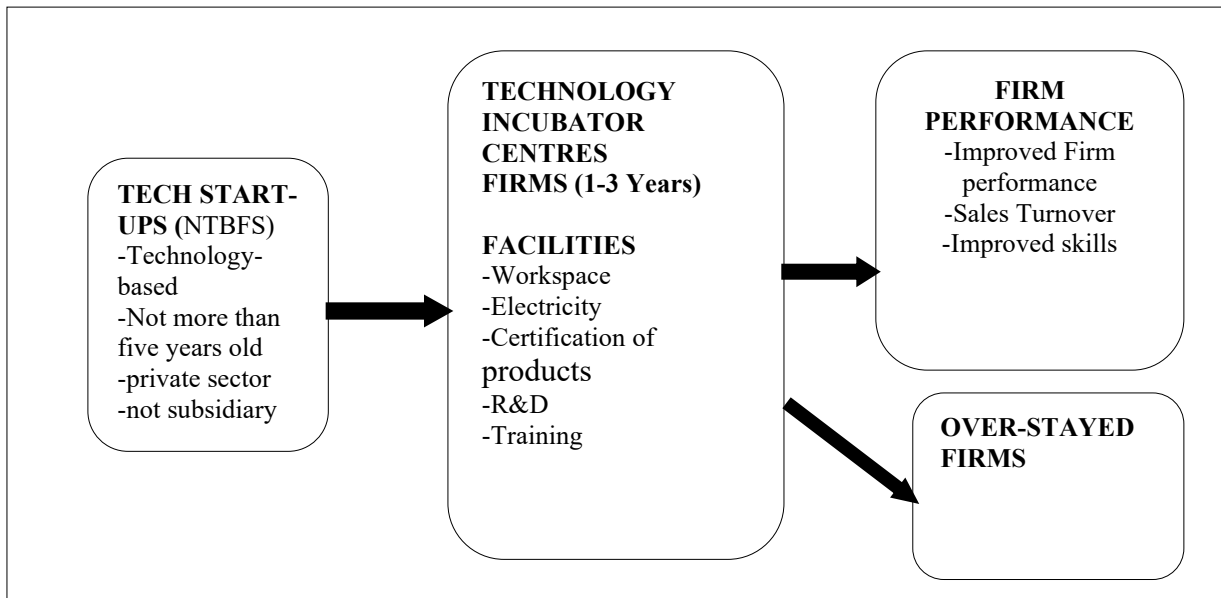 TECH START-
UPS (NTBFS)
-Technology-
based
-Not more than
five years old
-private sector
-not subsidiary
TECHNOLOGY
INCUBATOR
CENTRES
FIRMS (1-3 Years)
FACILITIES
-Workspace
-Electricity
-Certification of
products
-R&D
-Training
FIRM
PERFORMANCE
-Improved Firm
performance
-Sales Turnover
-Improved skills
OVER-STAYED
FIRMS